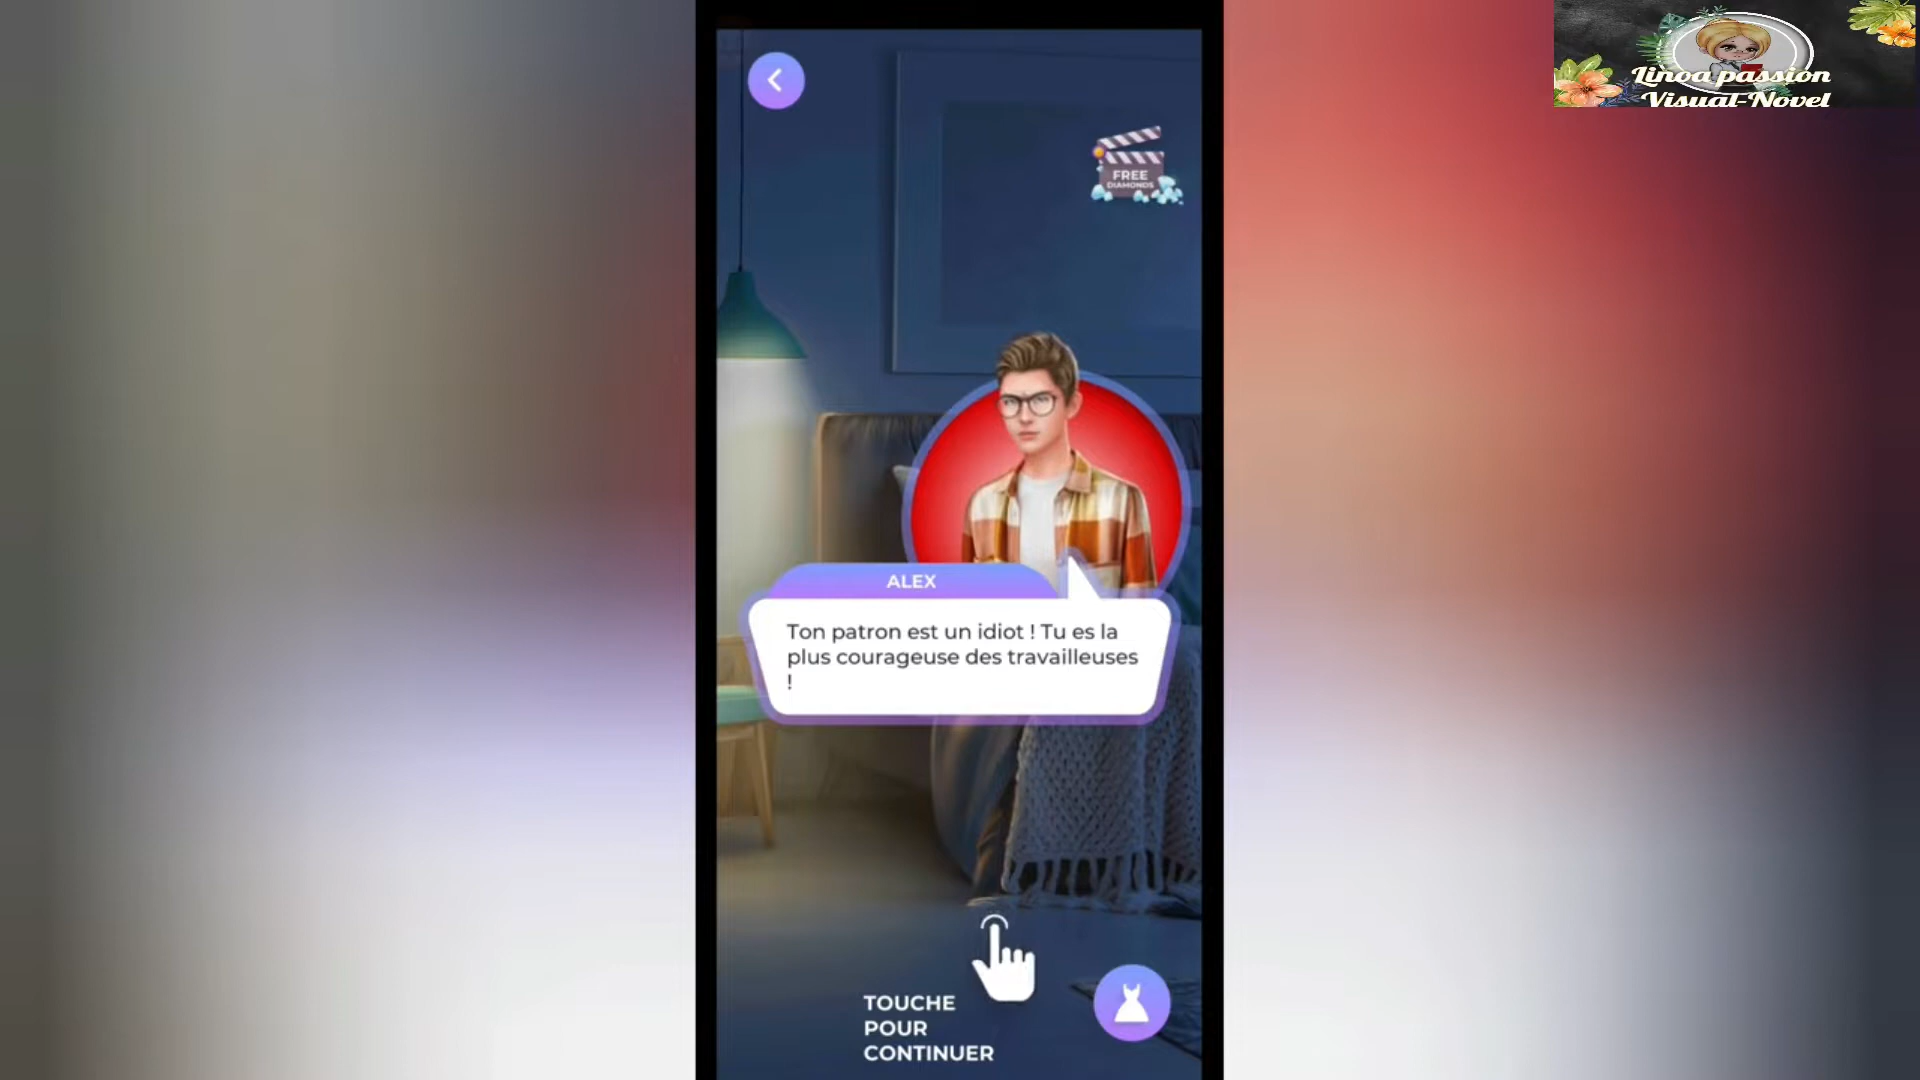 Linoa passion
Visual-Novel
FREE
DIAMONDS
ALEX
Ton patron est un idiot ! Tu es la
plus courageuse des travailleuses
!
TOUCHE
POUR
CONTINUER